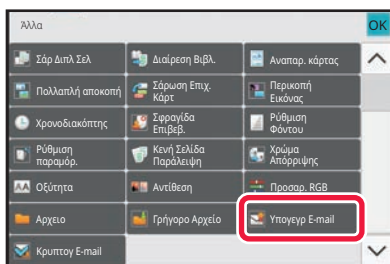 Άλλα
OK
Σάρ Διπλ Σελ
Διαίρεση Βιβλ.
Αναπαρ. κάρτας
Πολλαπλή αποκοπή
Σάρωση Επιχ.
Κάρτ
Περικοπή
Εικόνας
Χρονοδιακόπτης
Σφραγίδα
Επιβεβ.
Ρύθμιση
Φόντου
Ρύθμιση
παραμόρ.
Κενή Σελίδα
Παράλειψη
Χρώμα
Απόρριψης
Οξύτητα
Αντίθεση
Προσαρ. RGB
Αρχειο
Γρήγορο Αρχείο
Υπογεγρ E-mail
Κρυπτογ E-mail